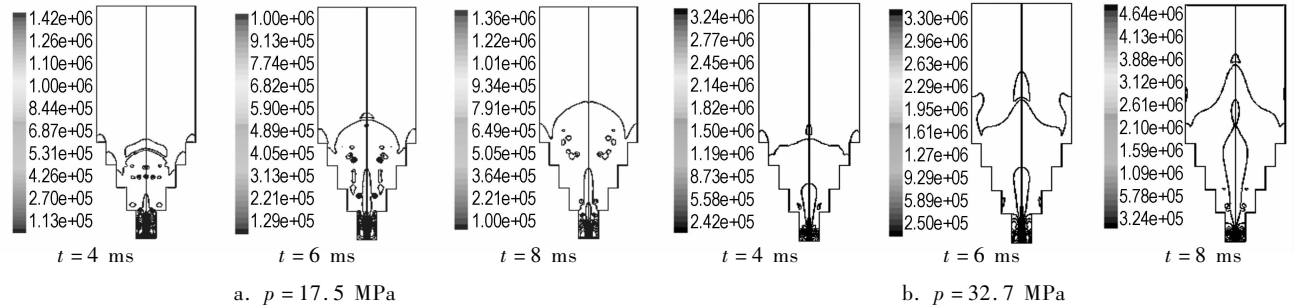 1.42e+06
1.26e+06
1.10e+06
1.00e+06
8.44e+05
6.87e+05
5.31e+05
4.26e+05
2.70e+05
1.13e+05
t = 4 ms
1.00e+06
9.13e+05
7.74e+05
6.82e+05
5.90e+05
4.89e+05
4.05e+05
3.13e+05
2.21e+05
1.29e+05
t = 6 ms
1.36e+06
1.22e+06
1.01e+06
9.34e+05
7.91e+05
6.49e+05
5.05e+05
3.64e+05
2.21e+05
1.00e+05
t = 8 ms
a. p = 17.5 MPa
3.24e+06
2.77e+06
2.45e+06
2.14e+06
1.82e+06
1.50e+06
1.19e+06
8.73e+05
5.58e+05
2.42e+05
t = 4 ms
3.30e+06
3.96e+06
2.63e+06
2.29e+06
1.95e+06
1.61e+06
1.27e+06
9.30e+05
5.89e+05
2.50e+05
t = 6 ms
4.64e+06
4.13e+06
3.88e+06
3.12e+06
2.61e+06
2.10e+06
1.59e+06
1.09e+06
5.78e+05
3.24e+05
t = 8 ms
b. p = 32.7 MPa